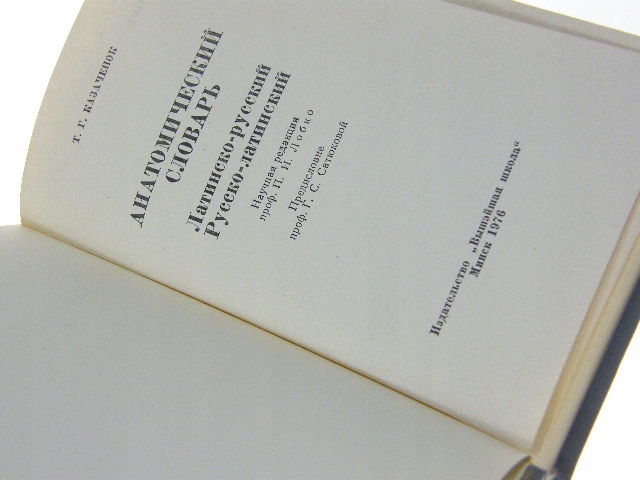 Т. Г. КАЗАЧЕНОК
АНАТОМИЧЕСКИЙ
СЛОВАРЬ
Латинско-русский
Русско-латинский
Научная редакция
проф. П. И. Лобко
Предисловие
проф. Г. С. Сатюковой
Издательство „Вышэйшая школа“
Минск 1976